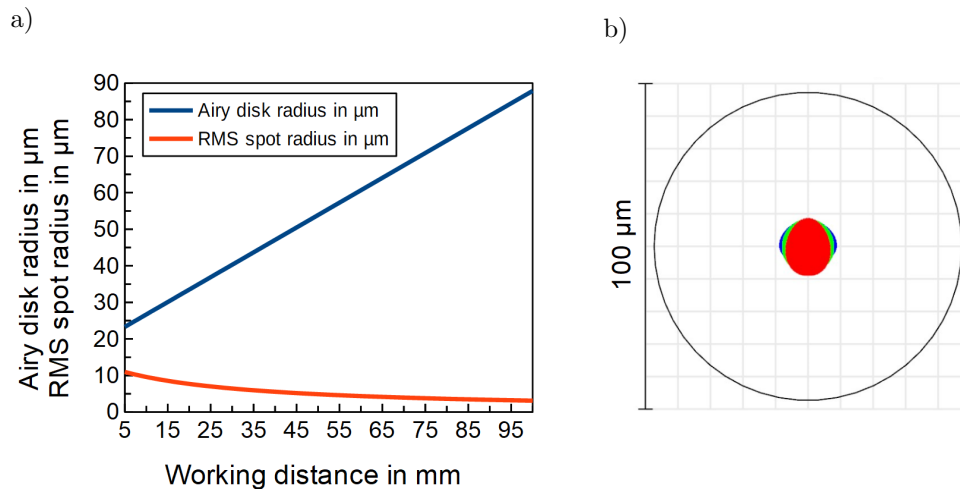 a)
b)
Airy disk radius in µm
RMS spot radius in µm
90
80
70
60
50
40
30
20
10
0
Airy disk radius in µm
RMS spot radius in µm
5 15 25 35 45 55 65 75 85 95
Working distance in mm
100 µm